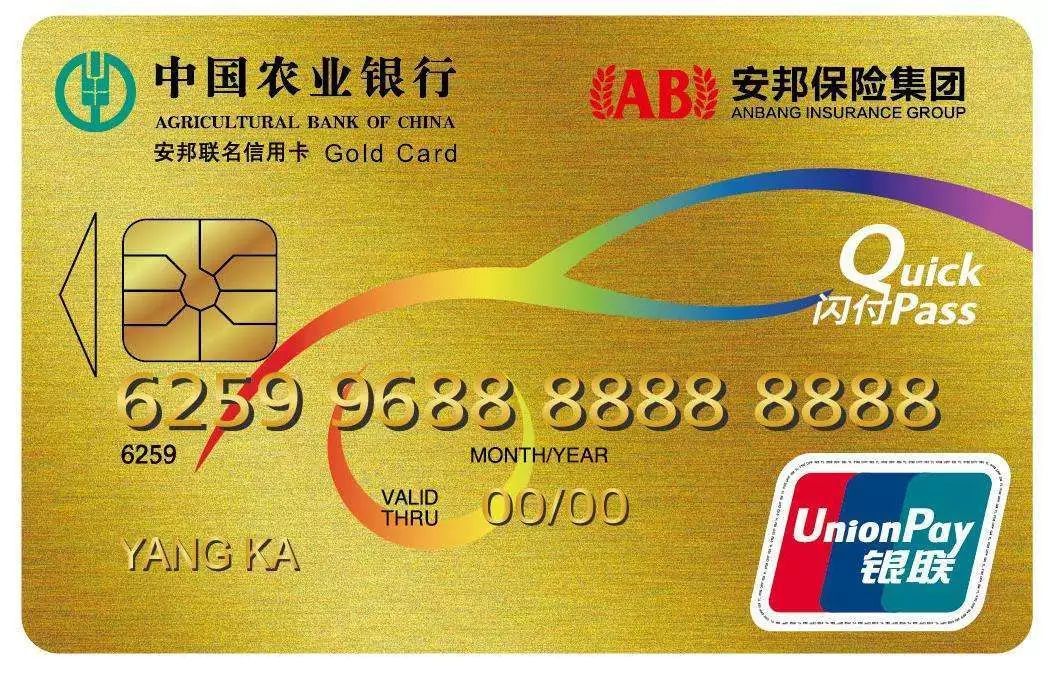 中国农业银行
AGRICULTURAL BANK OF CHINA
安邦联名信用卡 Gold Card
AB 安邦保险集团
ANBANG INSURANCE GROUP
Quick
闪付Pass
6259 9688 8888 8888
6259
MONTH/YEAR
VALID
THRU
00/00
YANG KA
UnionPay
银联